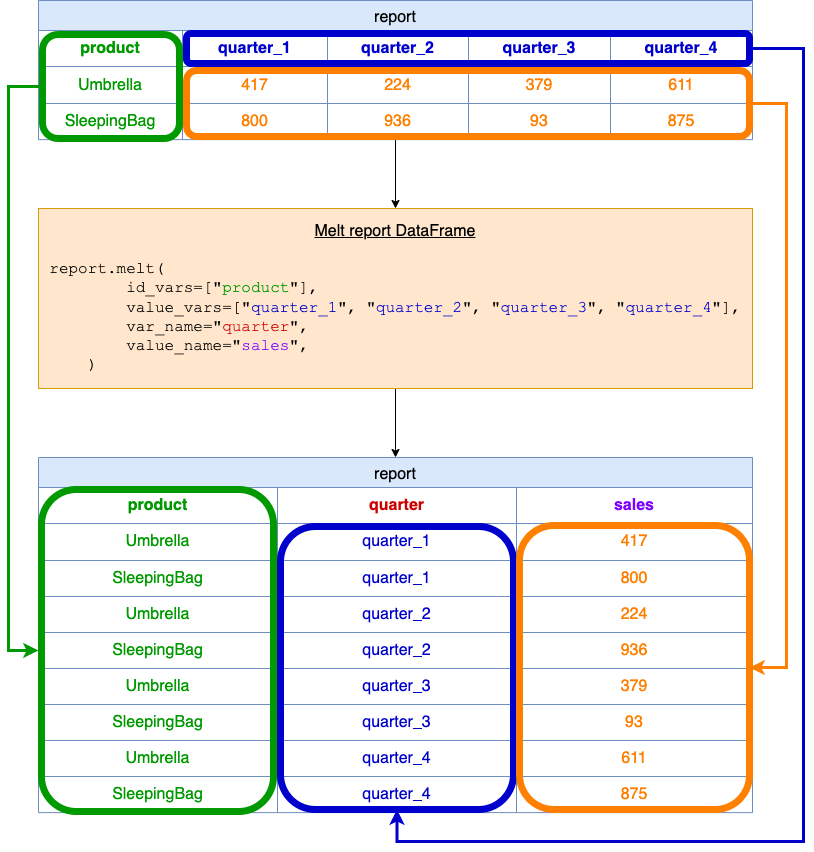 report
product quarter_1 quarter_2 quarter_3 quarter_4
Umbrella 417 224 379 611
SleepingBag 800 936 93 875
Melt report DataFrame
report.melt(
id_vars=["product"],
value_vars=["quarter_1", "quarter_2", "quarter_3", "quarter_4"],
var_name="quarter",
value_name="sales",
)
report
product quarter sales
Umbrella quarter_1 417
SleepingBag quarter_1 800
Umbrella quarter_2 224
SleepingBag quarter_2 936
Umbrella quarter_3 379
SleepingBag quarter_3 93
Umbrella quarter_4 611
SleepingBag quarter_4 875